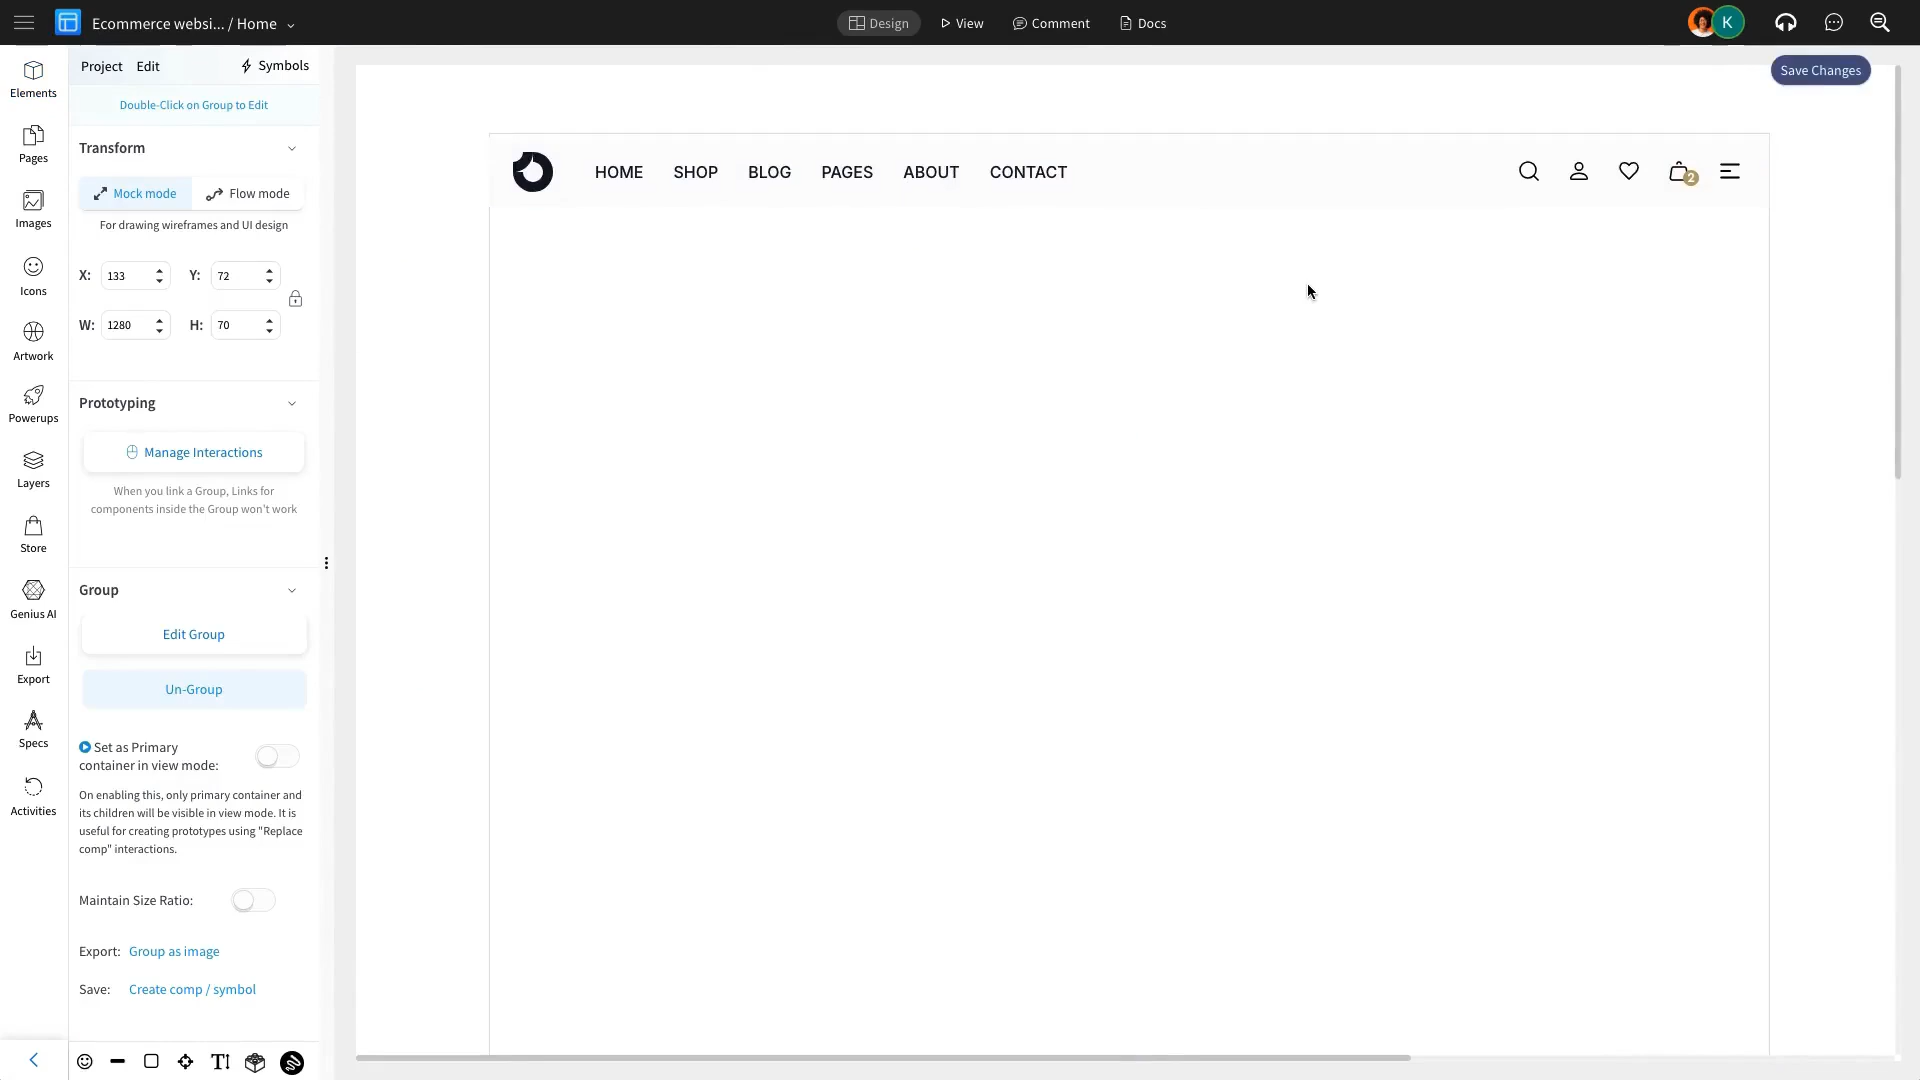 Ecommerce websi... / Home
Design
View
Comment
Docs
K
Save Changes
Elements
Pages
Images
Icons
Artwork
Powerups
Layers
Store
Genius AI
Export
Specs
Activities
Project
Edit
Symbols
Double-Click on Group to Edit
Transform
Mock mode
Flow mode
For drawing wireframes and UI design
X: 133
Y: 72
W: 1280
H: 70
Prototyping
Manage Interactions
When you link a Group, Links for
components inside the Group won't work
Group
Edit Group
Un-Group
Set as Primary
container in view mode:
On enabling this, only primary container and
its children will be visible in view mode. It is
useful for creating prototypes using "Replace
comp" interactions.
Maintain Size Ratio:
Export: Group as image
Save: Create comp / symbol
HOME
SHOP
BLOG
PAGES
ABOUT
CONTACT
2